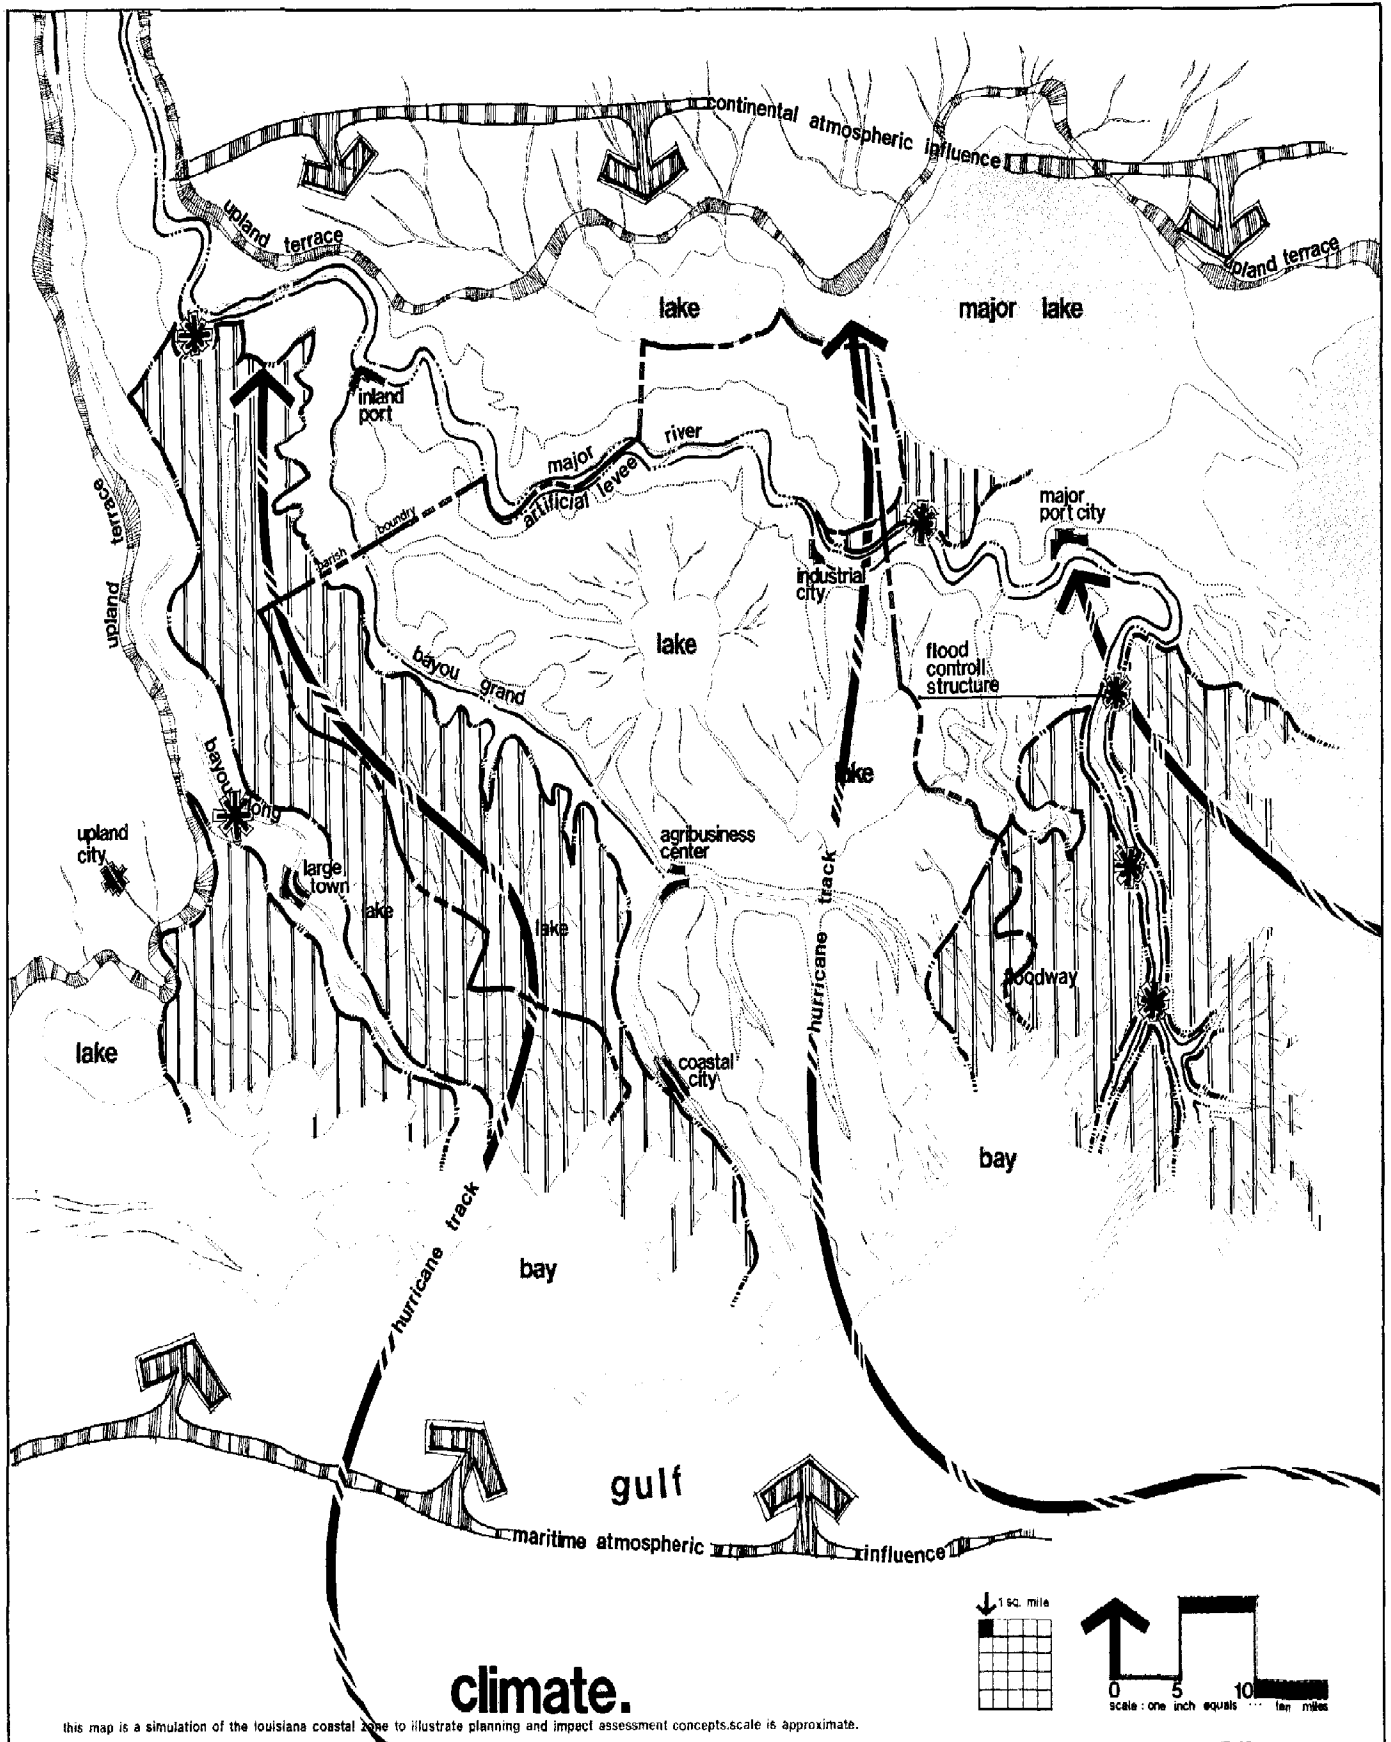 continental atmospheric influence
upland terrace
upland terrace
lake
major lake
inland
port
major river
artificial levee
parish boundry
major
port city
industrial
city
terrace
upland
lake
bayou grand
flood
controll
structure
bayou long
lake
upland
city
agribusiness
center
large
town
lake
lake
hurricane track
floodway
lake
coastal
city
bay
hurricane track
bay
gulf
maritime atmospheric influence
1 sq. mile
0 5 10
scale : one inch equals ten miles
climate.
this map is a simulation of the louisiana coastal zone to illustrate planning and impact assessment concepts.scale is approximate.